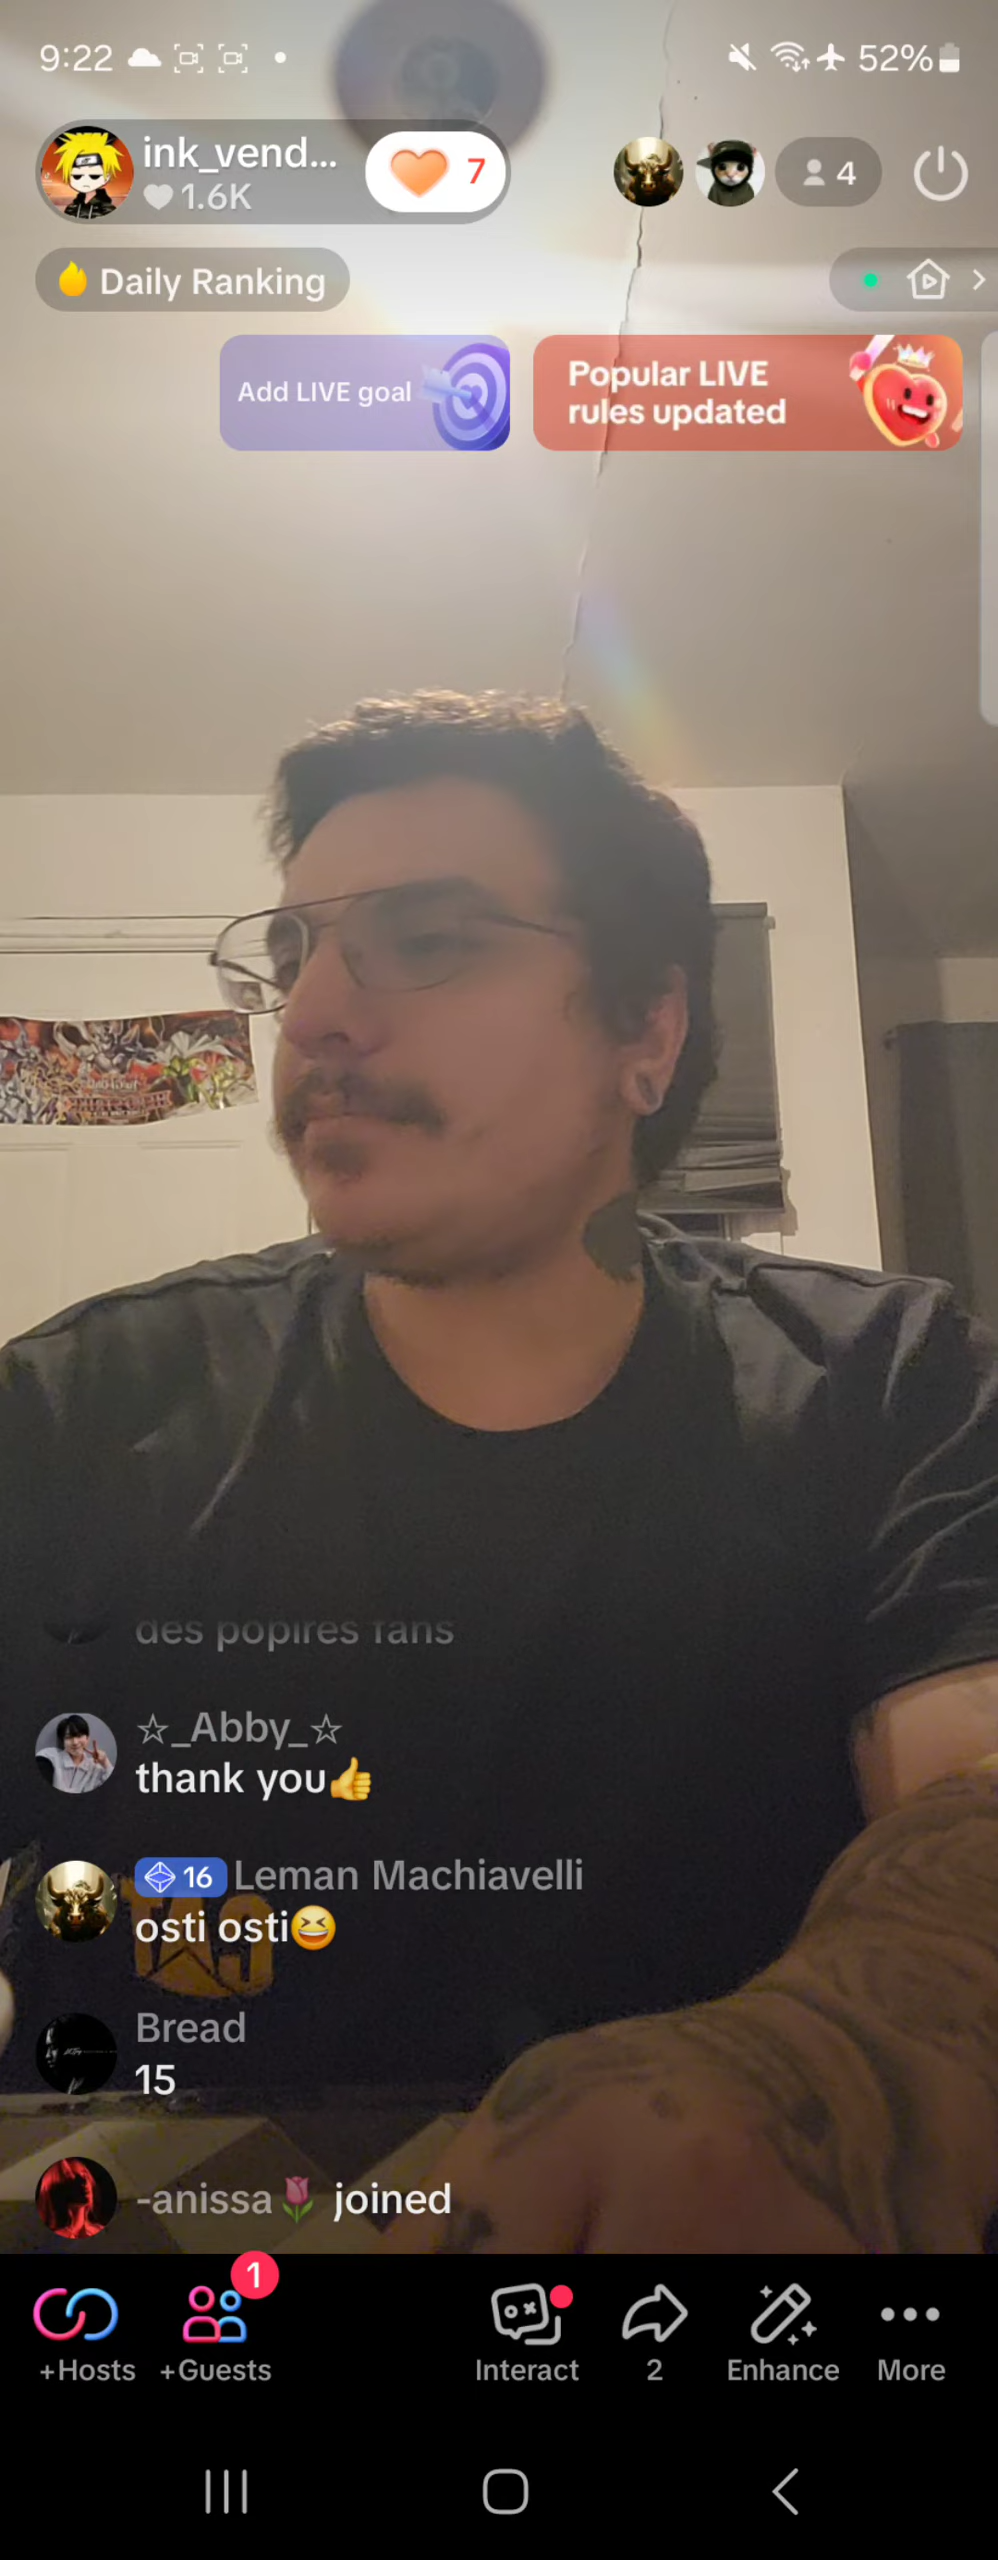 9:22
52%
ink_vend...
1.6K
7
4
Daily Ranking
Add LIVE goal
Popular LIVE
rules updated
des popires fans
☆_Abby_☆
thank you👍
16 Leman Machiavelli
osti osti😆
Bread
15
-anissa🌷 joined
1
+Hosts
+Guests
Interact
2
Enhance
More